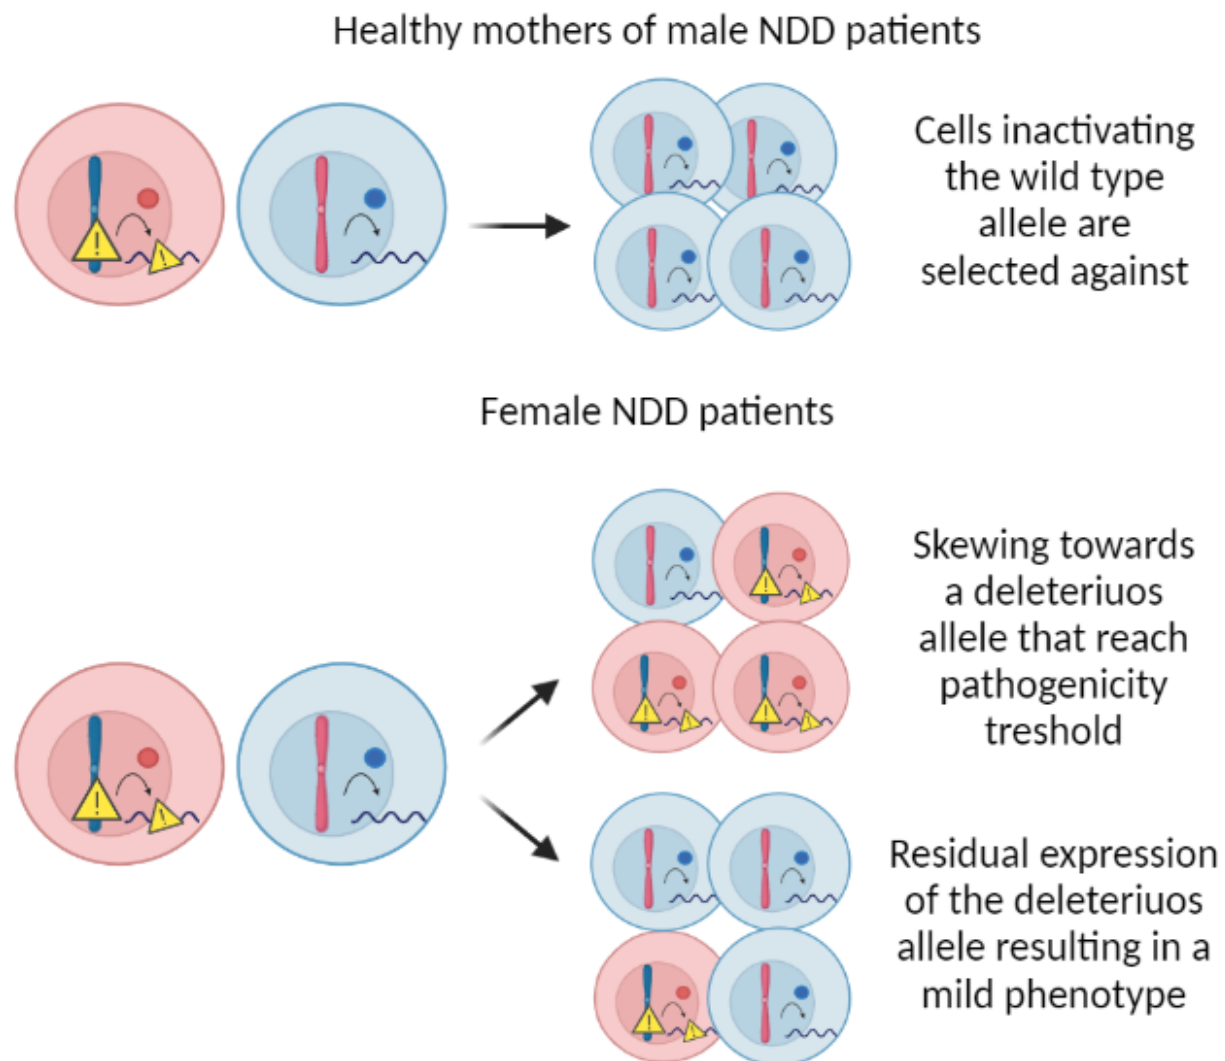 Healthy mothers of male NDD patients
Cells inactivating
the wild type
allele are
selected against
Female NDD patients
Skewing towards
a deleteriuos
allele that reach
pathogenicity
treshold
Residual expression
of the deleteriuos
allele resulting in a
mild phenotype